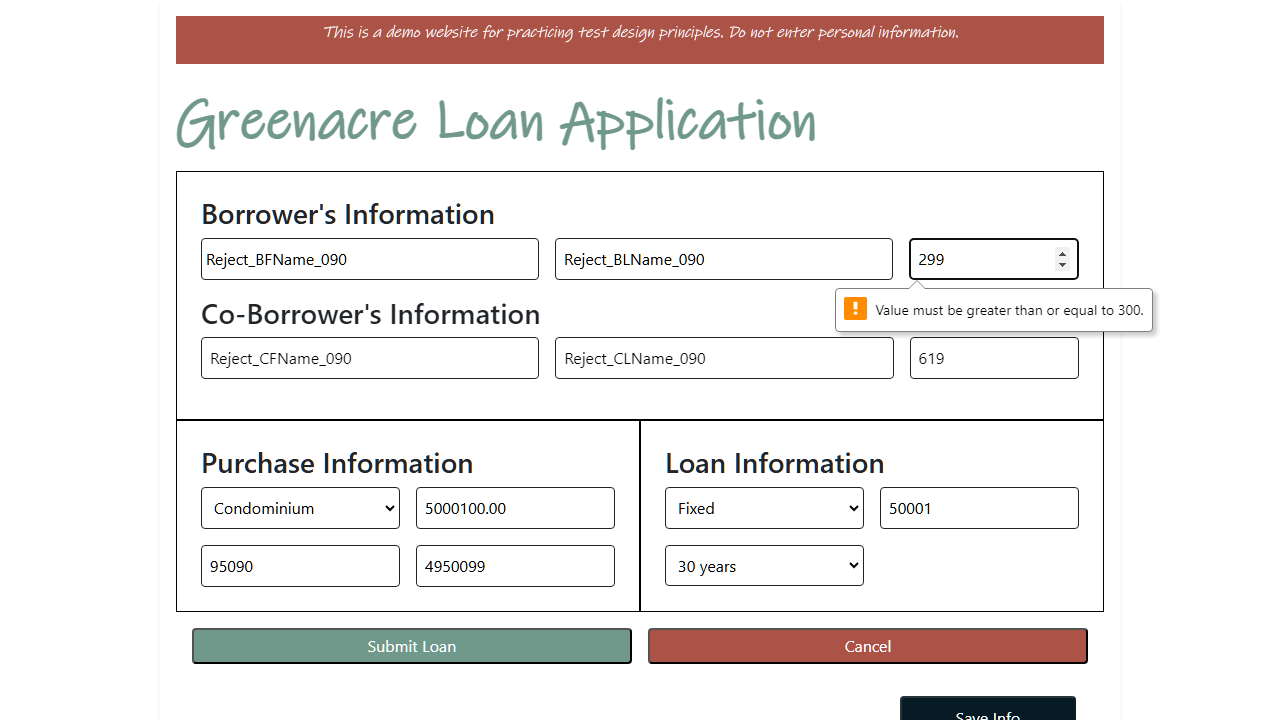 This is a demo website for practicing test design principles. Do not enter personal information.
Greenacre Loan Application
Borrower's Information
Reject_BFName_090
Reject_BLName_090
299
Value must be greater than or equal to 300.
Co-Borrower's Information
Reject_CFName_090
Reject_CLName_090
619
Purchase Information
Condominium
5000100.00
95090
4950099
Loan Information
Fixed
50001
30 years
Submit Loan
Cancel
Save Info